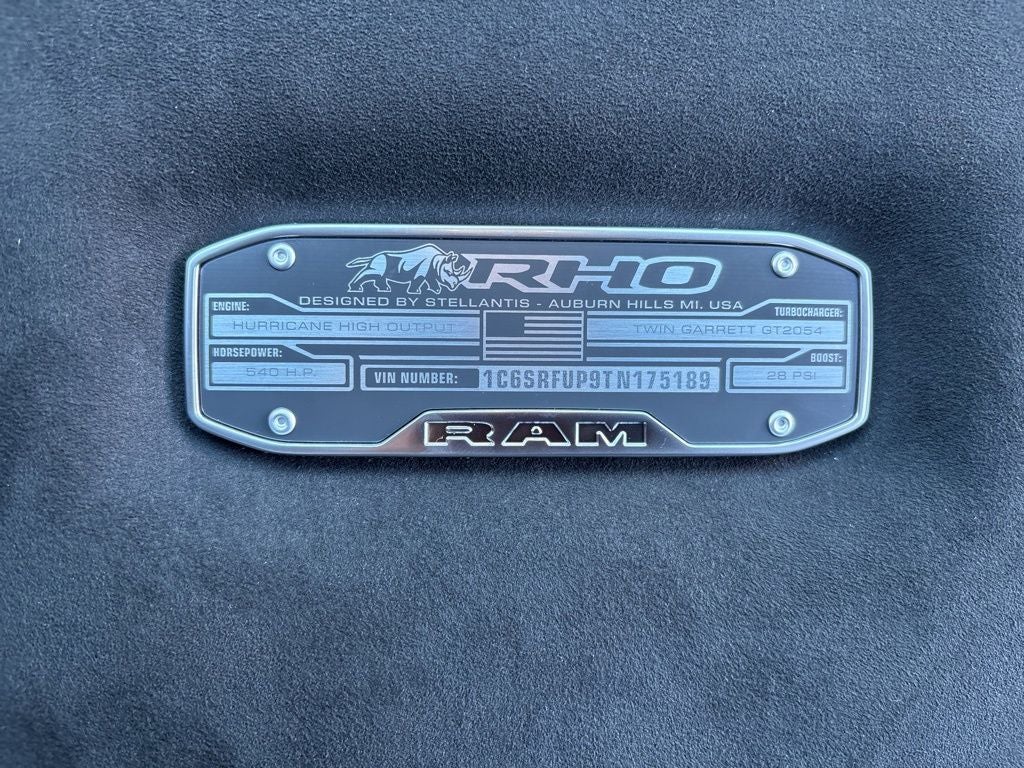 RHO
DESIGNED BY STELLANTIS - AUBURN HILLS MI. USA
ENGINE:
HURRICANE HIGH OUTPUT
TURBOCHARGER:
TWIN GARRETT GT2054
HORSEPOWER:
540 H.P.
VIN NUMBER: 1C6SRFUP9TN175189
BOOST:
28 PSI
RAM